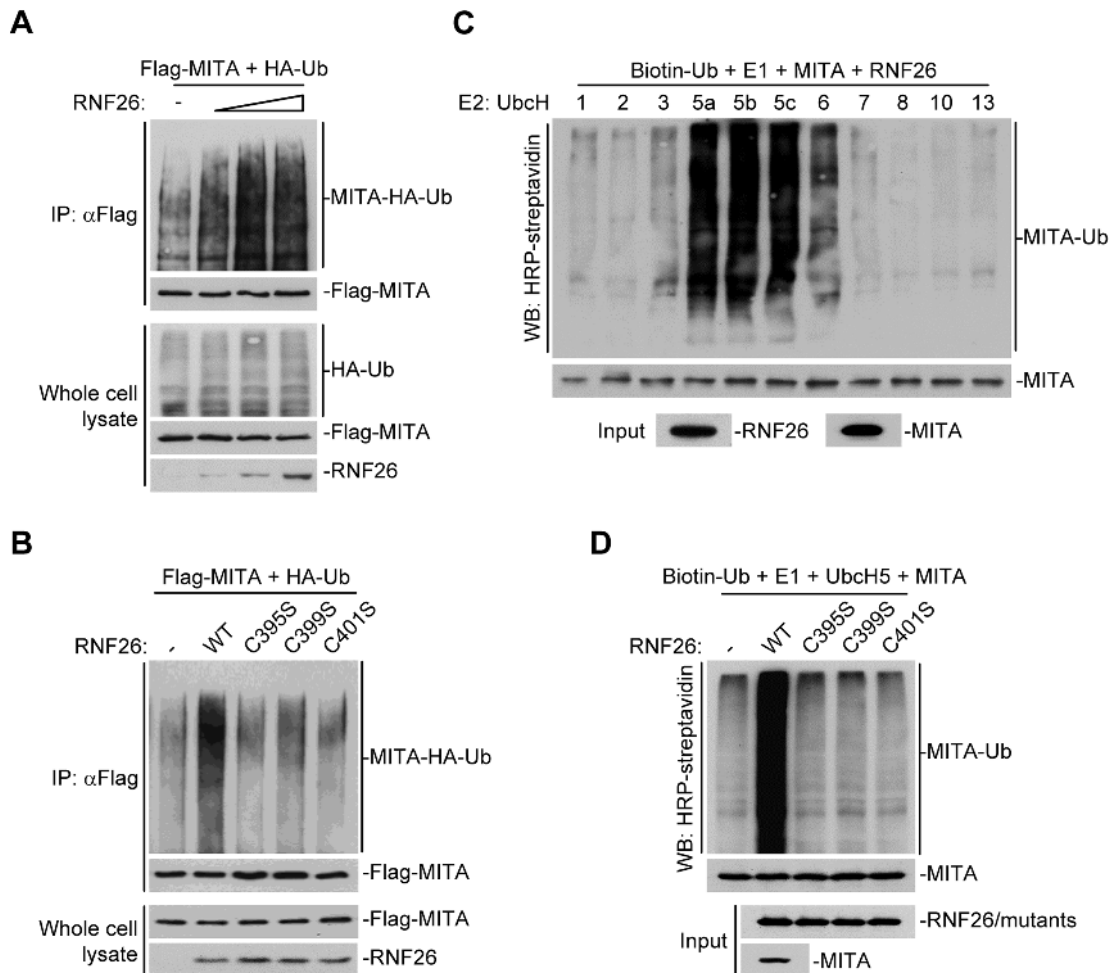 A
Flag-MITA + HA-Ub
RNF26: -
IP: αFlag
-MITA-HA-Ub
-Flag-MITA
Whole cell
lysate
-HA-Ub
-Flag-MITA
-RNF26
B
Flag-MITA + HA-Ub
RNF26: - WT C395S C399S C401S
IP: αFlag
-MITA-HA-Ub
-Flag-MITA
Whole cell
lysate
-Flag-MITA
-RNF26
C
Biotin-Ub + E1 + MITA + RNF26
E2: UbcH 1 2 3 5a 5b 5c 6 7 8 10 13
WB: HRP-streptavidin
-MITA-Ub
-MITA
Input -RNF26 -MITA
D
Biotin-Ub + E1 + UbcH5 + MITA
RNF26: - WT C395S C399S C401S
WB: HRP-streptavidin
-MITA-Ub
-MITA
Input
-RNF26/mutants
-MITA